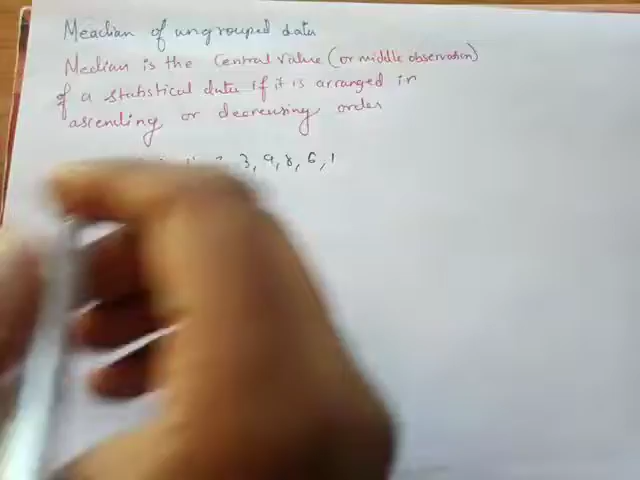 Meadian of ungrouped data
Median is the Central value (or middle observation)
of a statistical data if it is arranged in
ascending or decreasing order
3, 9, 8, 6, 1